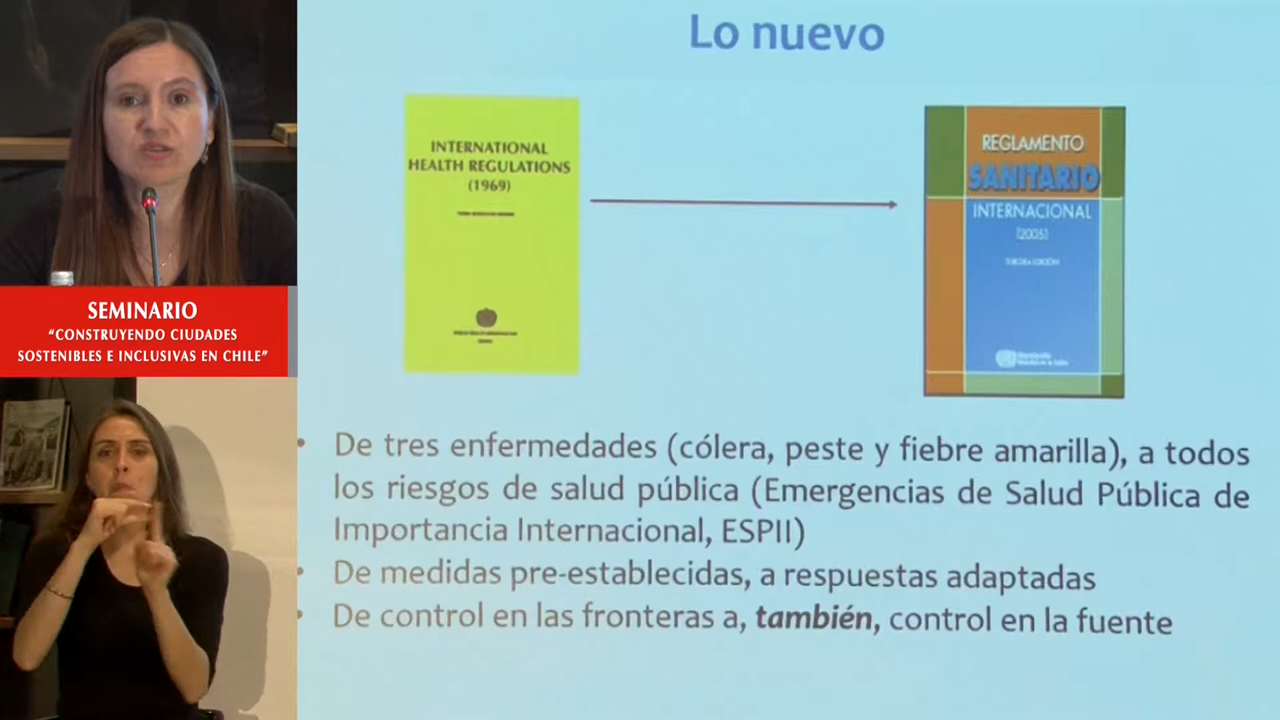 Lo nuevo
INTERNATIONAL
HEALTH REGULATIONS
(1969)
REGLAMENTO
SANITARIO
INTERNACIONAL
(2005)
TERCERA EDICIÓN
SEMINARIO
“CONSTRUYENDO CIUDADES
SOSTENIBLES E INCLUSIVAS EN CHILE”
• De tres enfermedades (cólera, peste y fiebre amarilla), a todos
los riesgos de salud pública (Emergencias de Salud Pública de
Importancia Internacional, ESPII)
• De medidas pre-establecidas, a respuestas adaptadas
• De control en las fronteras a, también, control en la fuente